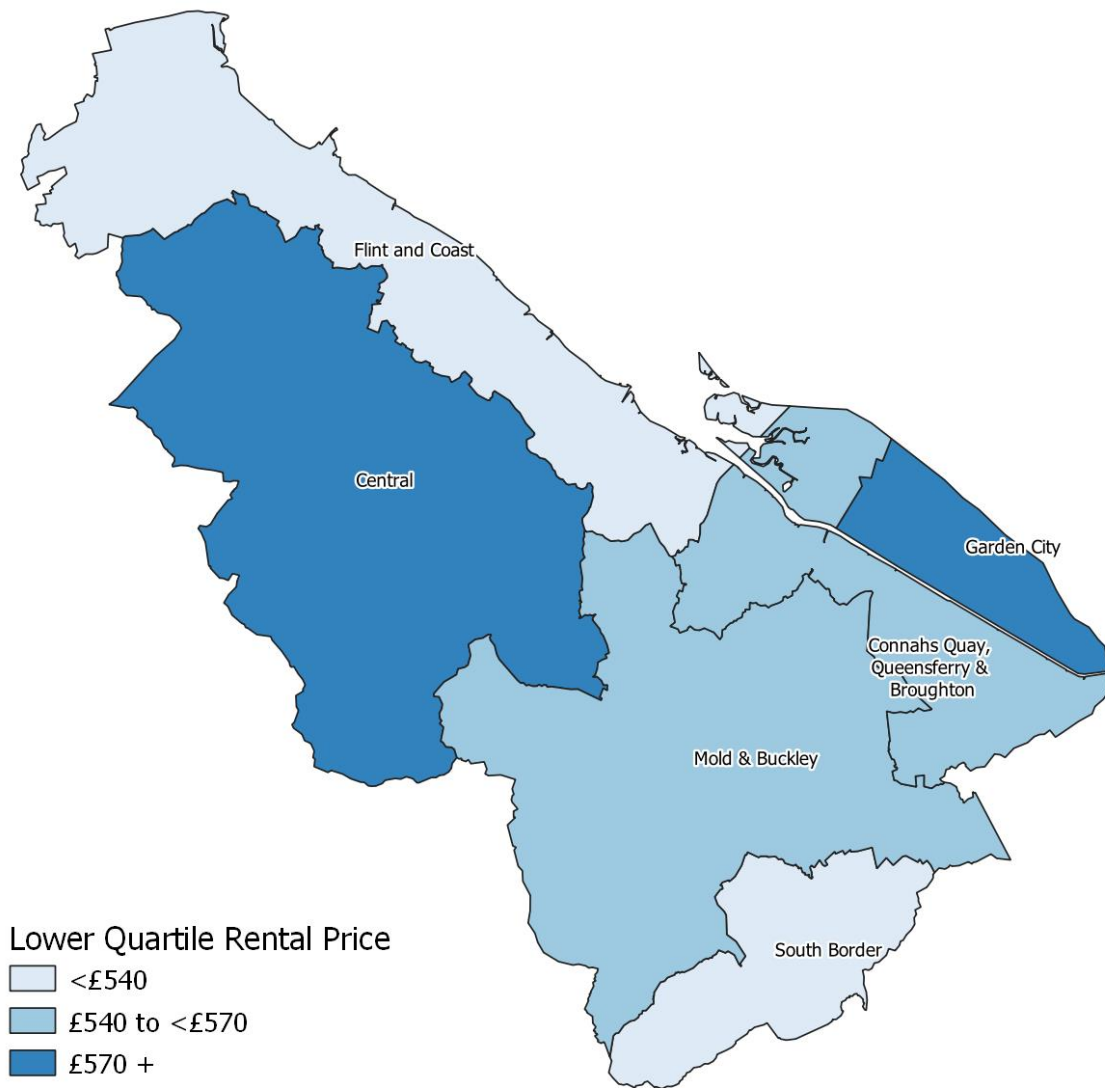 Flint and Coast
Central
Garden City
Connahs Quay,
Queensferry &
Broughton
Mold & Buckley
South Border
Lower Quartile Rental Price
<£540
£540 to <£570
£570 +